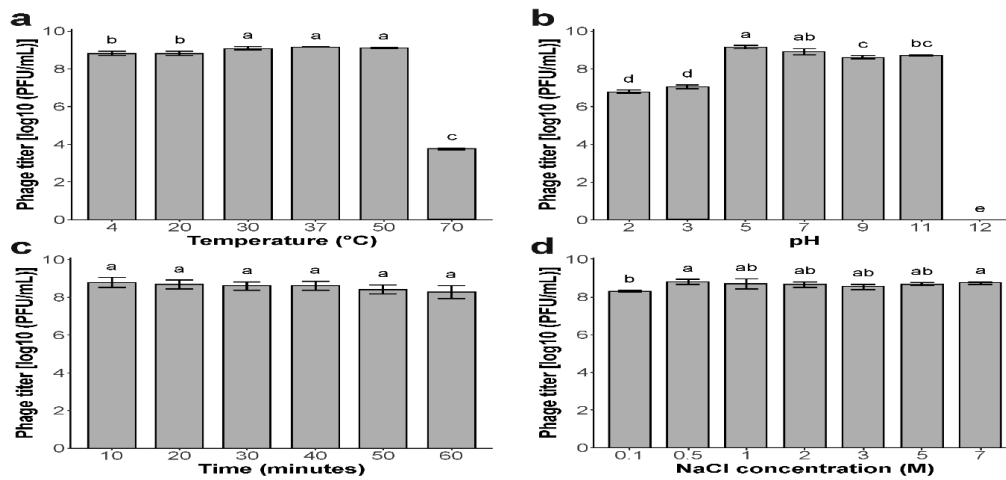 a
Phage titer [log10 (PFU/mL)]
10
8
6
4
2
0
b b a a a c
4 20 30 37 50 70
Temperature (°C)
b
Phage titer [log10 (PFU/mL)]
10
8
6
4
2
0
d d a ab c bc e
2 3 5 7 9 11 12
pH
c
Phage titer [log10 (PFU/mL)]
10
8
6
4
2
0
a a a a a a
10 20 30 40 50 60
Time (minutes)
d
Phage titer [log10 (PFU/mL)]
10
8
6
4
2
0
b a ab ab ab ab a
0.1 0.5 1 2 3 5 7
NaCl concentration (M)